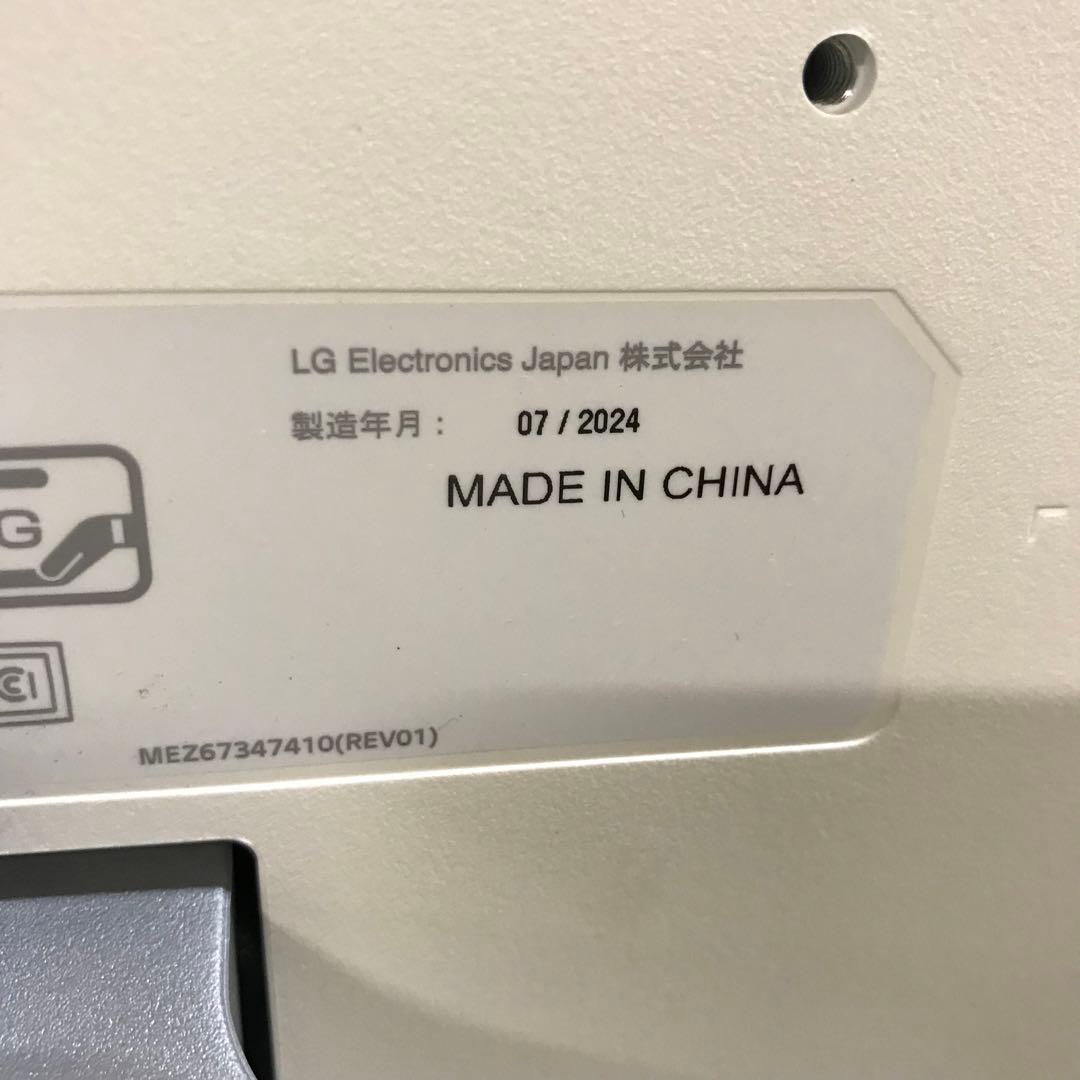 LG Electronics Japan 株式会社
製造年月： 07 / 2024
MADE IN CHINA
G
MEZ67347410(REV01)